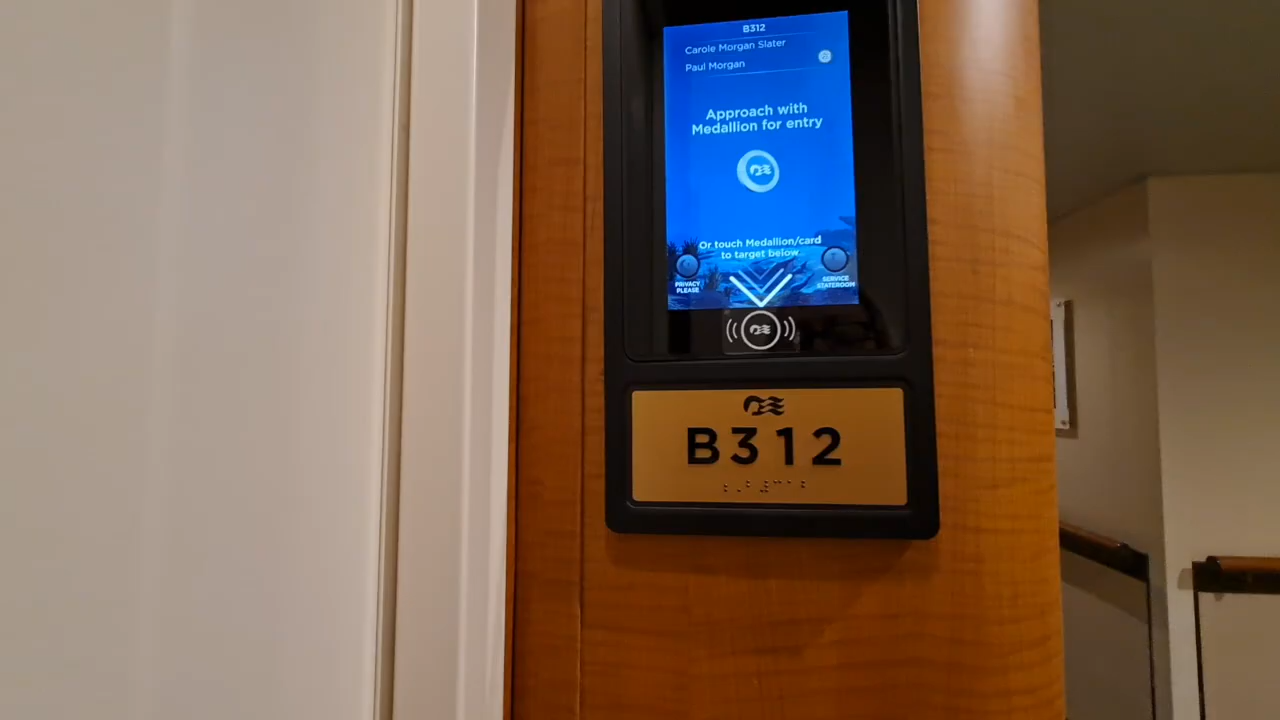 B312
Carole Morgan Slater
Paul Morgan
Approach with
Medallion for entry
Or touch Medallion/card
to target below
PRIVACY
PLEASE
SERVICE
STATEROOM
B312